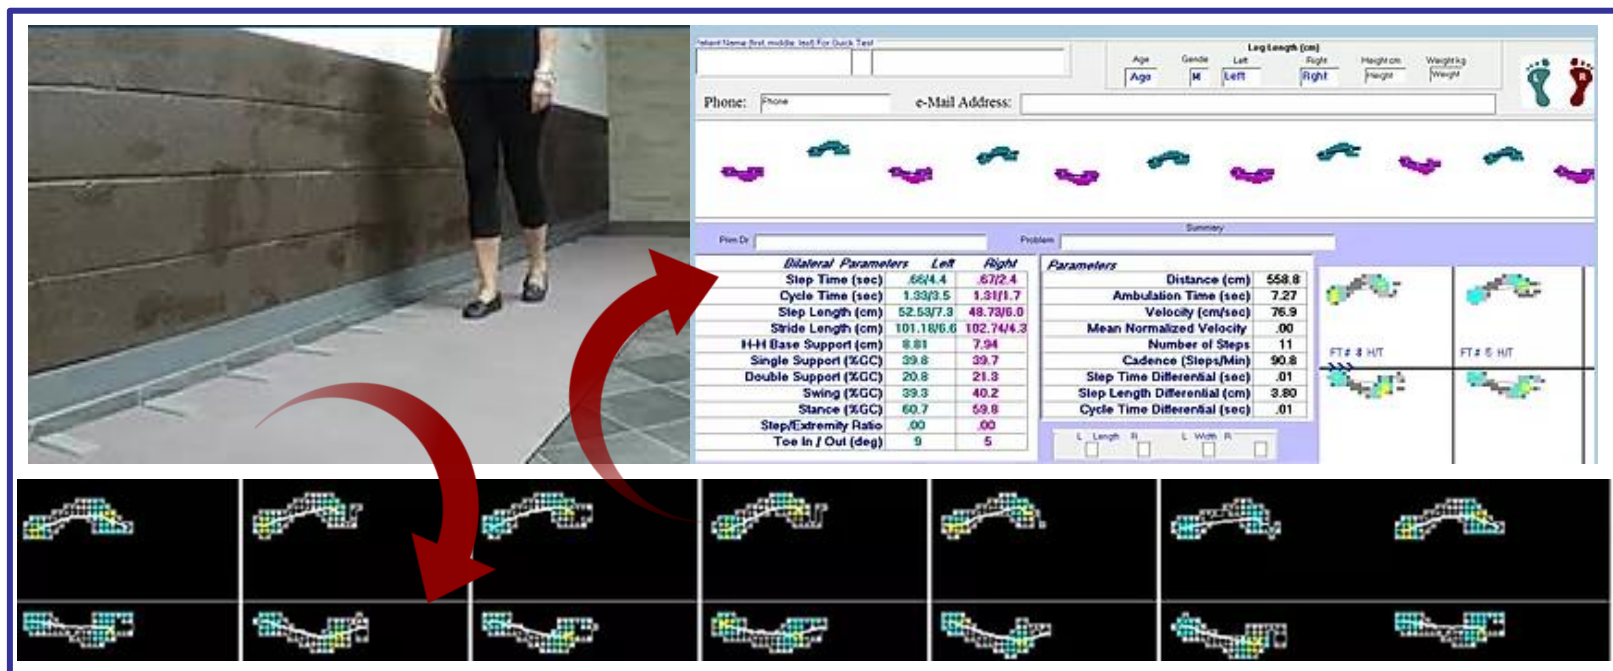 Patient Name (first, middle, last) For Quick Test
Leg Length (cm)
Age Gende Left Right Height cm Weight kg
Ago M Left Right Height Weight
R
Phone: Phone e-Mail Address:
Summary
Prim Dr Problem
Bilateral Parameters Left Right
Step Time (sec) .66/4.4 .67/2.4
Cycle Time (sec) 1.33/3.5 1.31/1.7
Step Length (cm) 52.53/7.3 48.73/6.0
Stride Length (cm) 101.18/6.6 102.74/4.3
H-H Base Support (cm) 8.81 7.94
Single Support (%GC) 39.8 39.7
Double Support (%GC) 20.8 21.3
Swing (%GC) 39.3 40.2
Stance (%GC) 60.7 59.8
Step/Extremity Ratio .00 .00
Toe In / Out (deg) 9 5
Parameters
Distance (cm) 558.8
Ambulation Time (sec) 7.27
Velocity (cm/sec) 76.9
Mean Normalized Velocity .00
Number of Steps 11
Cadence (Steps/Min) 90.8
Step Time Differential (sec) .01
Step Length Differential (cm) 3.80
Cycle Time Differential (sec) .01
L Length R L Width R
FT# H/T FT# H/T
>>>